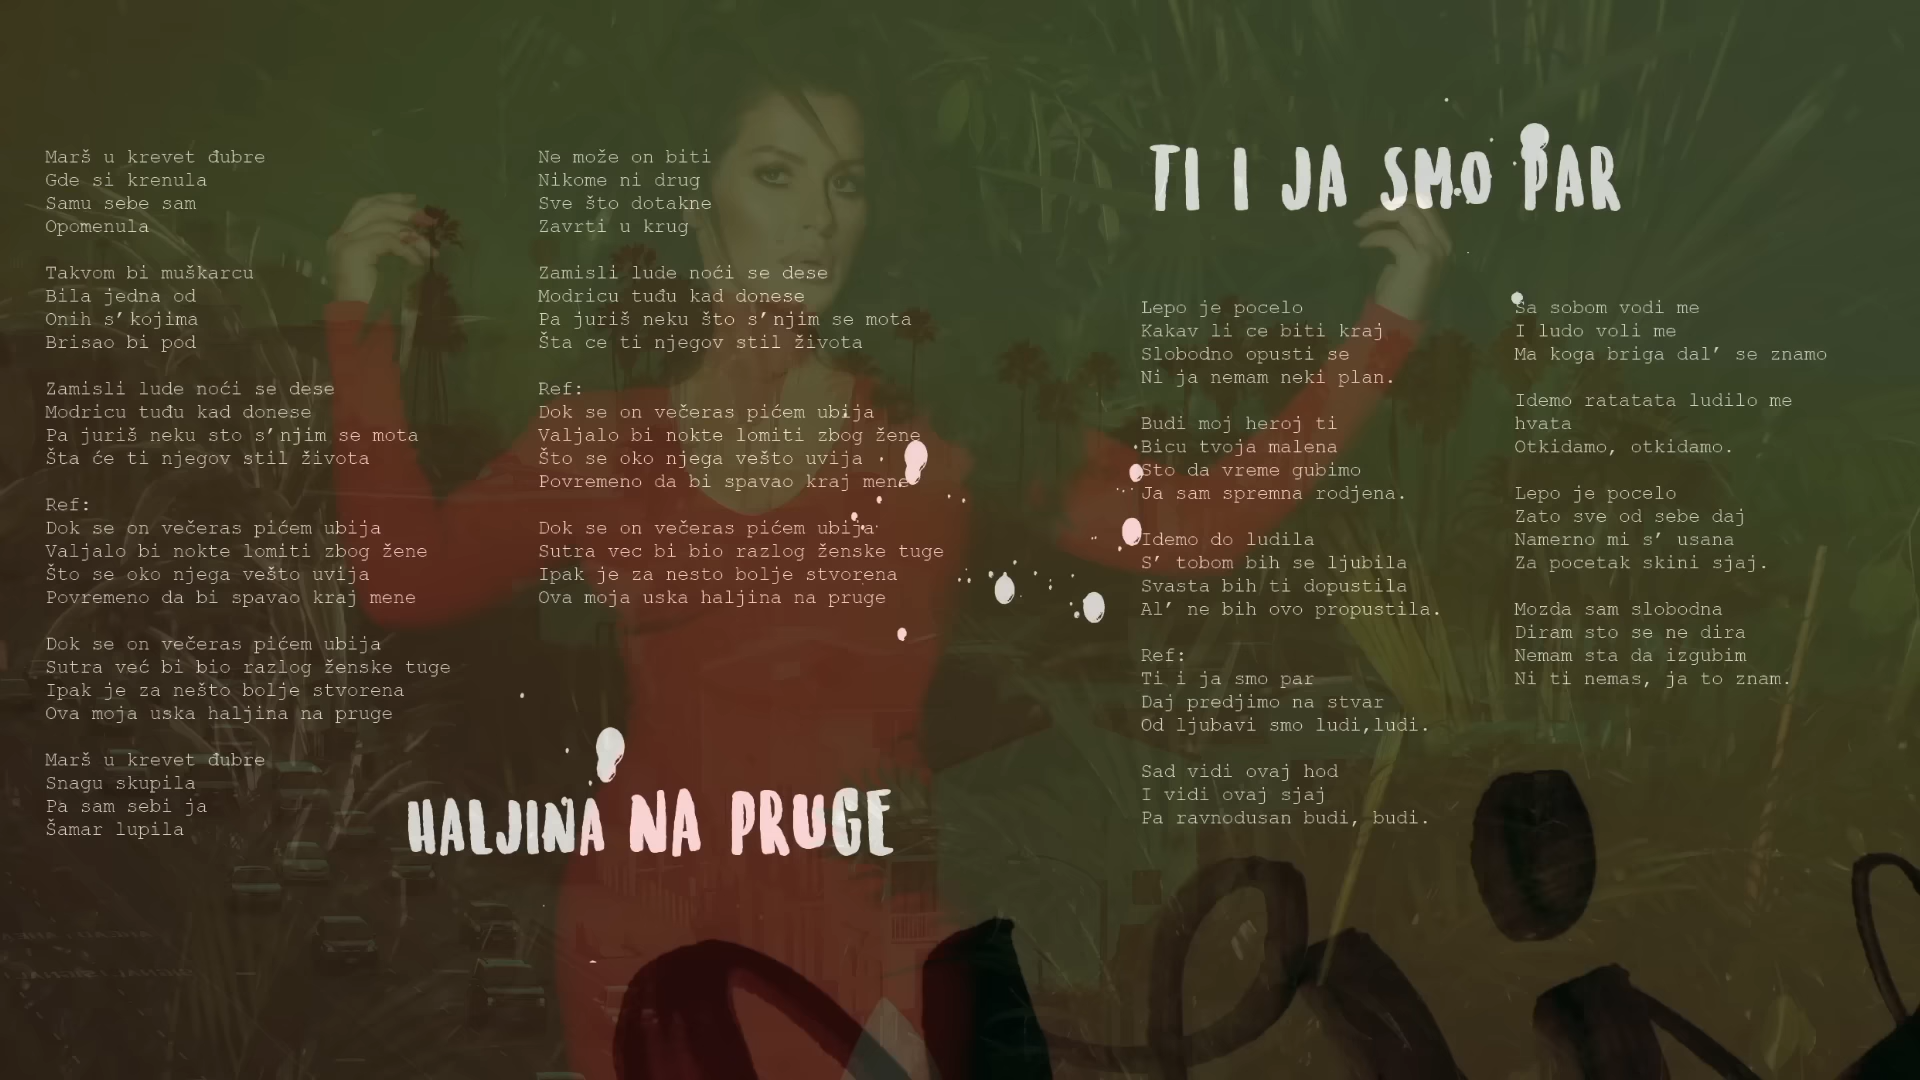 Marš u krevet đubre
Gde si krenula
Samu sebe sam
Opomenula
Takvom bi muškarcu
Bila jedna od
Onih s’kojima
Brisao bi pod
Zamisli lude noći se dese
Modricu tuđu kad donese
Pa juriš neku sto s’njim se mota
Šta će ti njegov stil života
Ref:
Dok se on večeras pićem ubija
Valjalo bi nokte lomiti zbog žene
Što se oko njega vešto uvija
Povremeno da bi spavao kraj mene
Dok se on večeras pićem ubija
Sutra već bi bio razlog ženske tuge
Ipak je za nešto bolje stvorena
Ova moja uska haljina na pruge
Marš u krevet đubre
Snagu skupila
Pa sam sebi ja
Šamar lupila
Ne može on biti
Nikome ni drug
Sve što dotakne
Zavrti u krug
Zamisli lude noći se dese
Modricu tuđu kad donese
Pa juriš neku što s’njim se mota
Šta ce ti njegov stil života
Ref:
Dok se on večeras pićem ubija
Valjalo bi nokte lomiti zbog žene
Što se oko njega vešto uvija
Povremeno da bi spavao kraj mene
Dok se on večeras pićem ubija
Sutra vec bi bio razlog ženske tuge
Ipak je za nesto bolje stvorena
Ova moja uska haljina na pruge
HALJINA NA PRUGE
TI I JA SMO PAR
Lepo je pocelo
Kakav li ce biti kraj
Slobodno opusti se
Ni ja nemam neki plan.
Budi moj heroj ti
Bicu tvoja malena
Sto da vreme gubimo
Ja sam spremna rodjena.
Idemo do ludila
S’ tobom bih se ljubila
Svasta bih ti dopustila
Al’ ne bih ovo propustila.
Ref:
Ti i ja smo par
Daj predjimo na stvar
Od ljubavi smo ludi,ludi.
Sad vidi ovaj hod
I vidi ovaj sjaj
Pa ravnodusan budi, budi.
Sa sobom vodi me
I ludo voli me
Ma koga briga dal’ se znamo
Idemo ratatata ludilo me
hvata
Otkidamo, otkidamo.
Lepo je pocelo
Zato sve od sebe daj
Namerno mi s’ usana
Za pocetak skini sjaj.
Mozda sam slobodna
Diram sto se ne dira
Nemam sta da izgubim
Ni ti nemas, ja to znam.